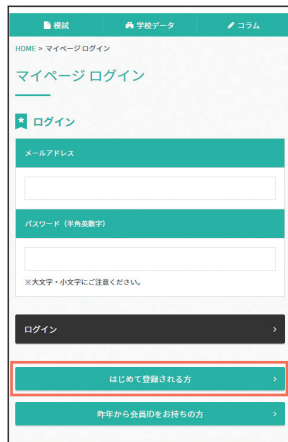 模試 学校データ コラム
HOME > マイページ ログイン
マイページ ログイン
ログイン
メールアドレス
パスワード（半角英数字）
※大文字・小文字にご注意ください。
ログイン
はじめて登録される方
昨年から会員IDをお持ちの方